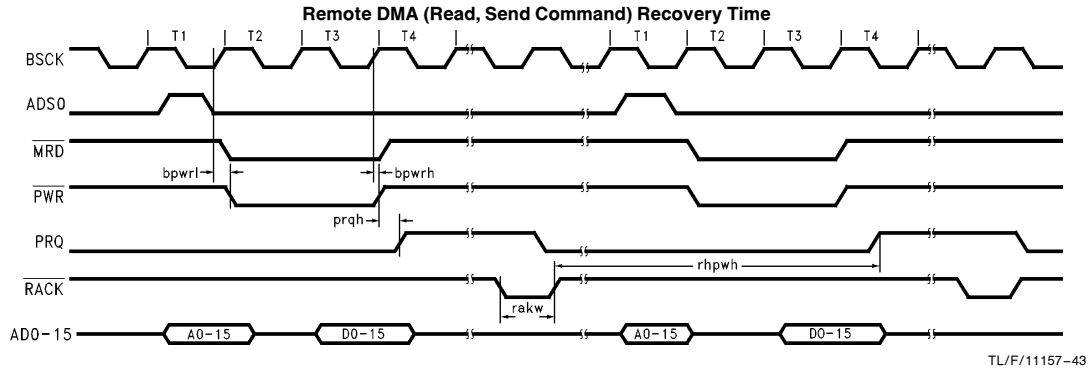 Remote DMA (Read, Send Command) Recovery Time
T1 T2 T3 T4 T1 T2 T3 T4
BSCK
ADS0
MRD
bpwrl bpwrh
PWR
prqh
PRQ
rhpwh
RACK
rakw
AD0-15 A0-15 D0-15 A0-15 D0-15
TL/F/11157-43